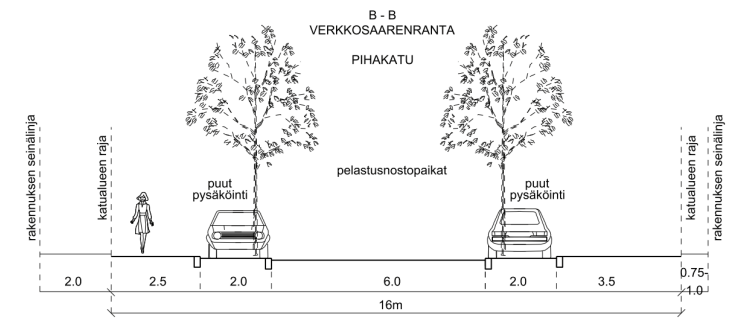 B - B
VERKKOSAARENRANTA
PIHAKATU
rakennuksen seinälinja
katualueen raja
puut
pysäköinti
pelastusnostopaikat
puut
pysäköinti
katualueen raja
rakennuksen seinälinja
2.0
2.5
2.0
6.0
2.0
3.5
0.75-
1.0
16m